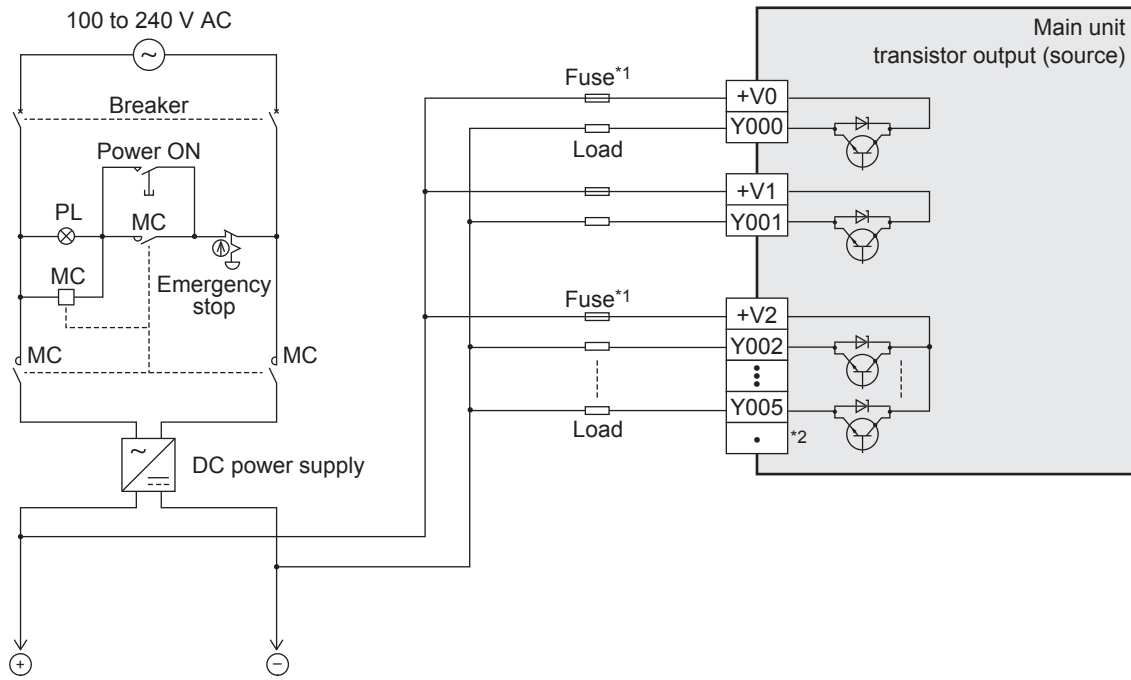 100 to 240 V AC
~
Breaker
Power ON
PL
MC
MC
Emergency
stop
MC
MC
~
DC power supply
+
−
Main unit
transistor output (source)
Fuse*1
+V0
Y000
Load
+V1
Y001
Fuse*1
+V2
Y002
Y005
Load
*2